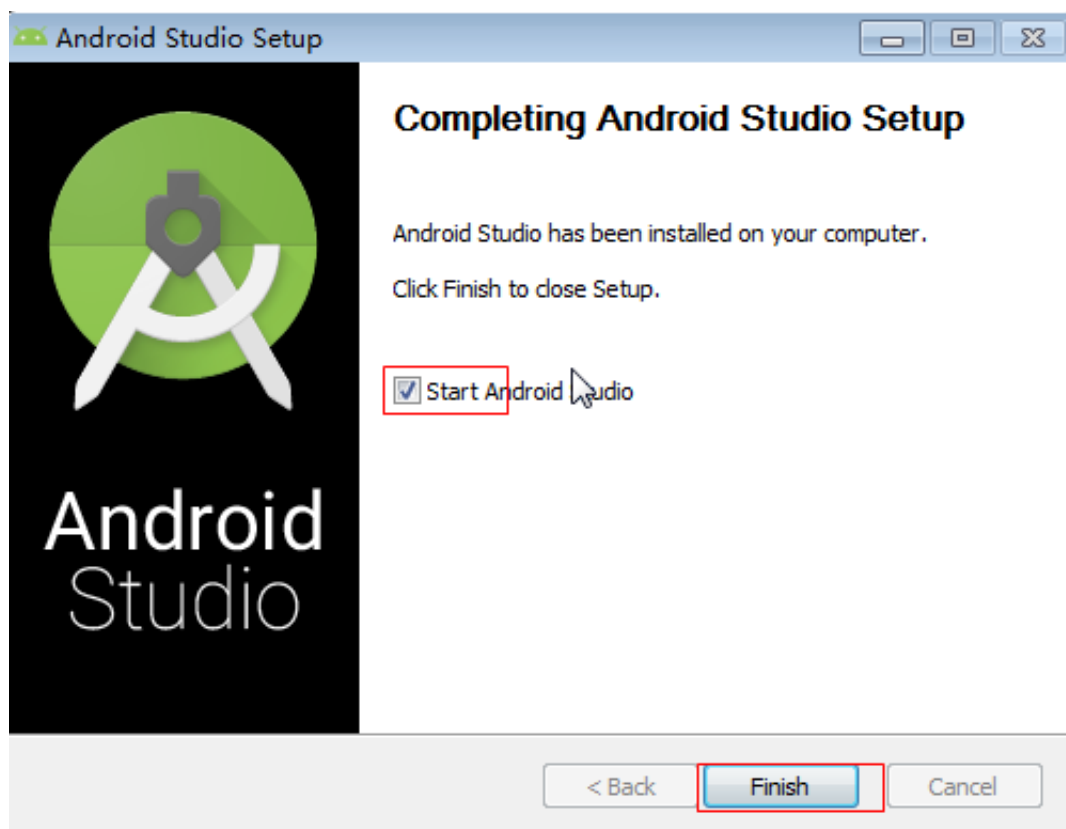 Android Studio Setup
Completing Android Studio Setup
Android Studio has been installed on your computer.
Click Finish to close Setup.
Start Android Studio
Android
Studio
< Back
Finish
Cancel